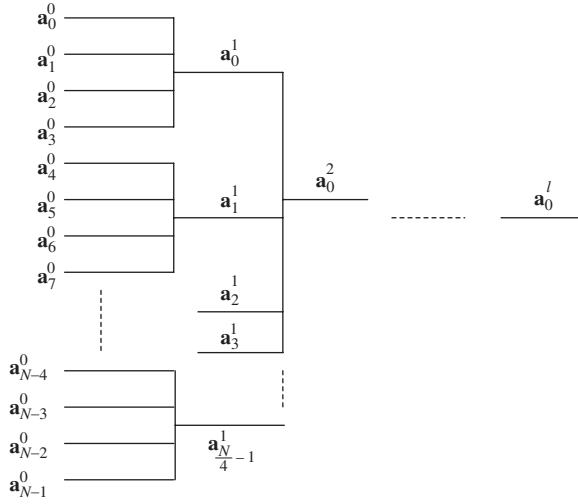 a_0^0
a_1^0
a_2^0
a_3^0
a_4^0
a_5^0
a_6^0
a_7^0
a_{N–4}^0
a_{N–3}^0
a_{N–2}^0
a_{N–1}^0
a_0^1
a_1^1
a_2^1
a_3^1
a_{\frac{N}{4}–1}^1
a_0^2
a_0^l